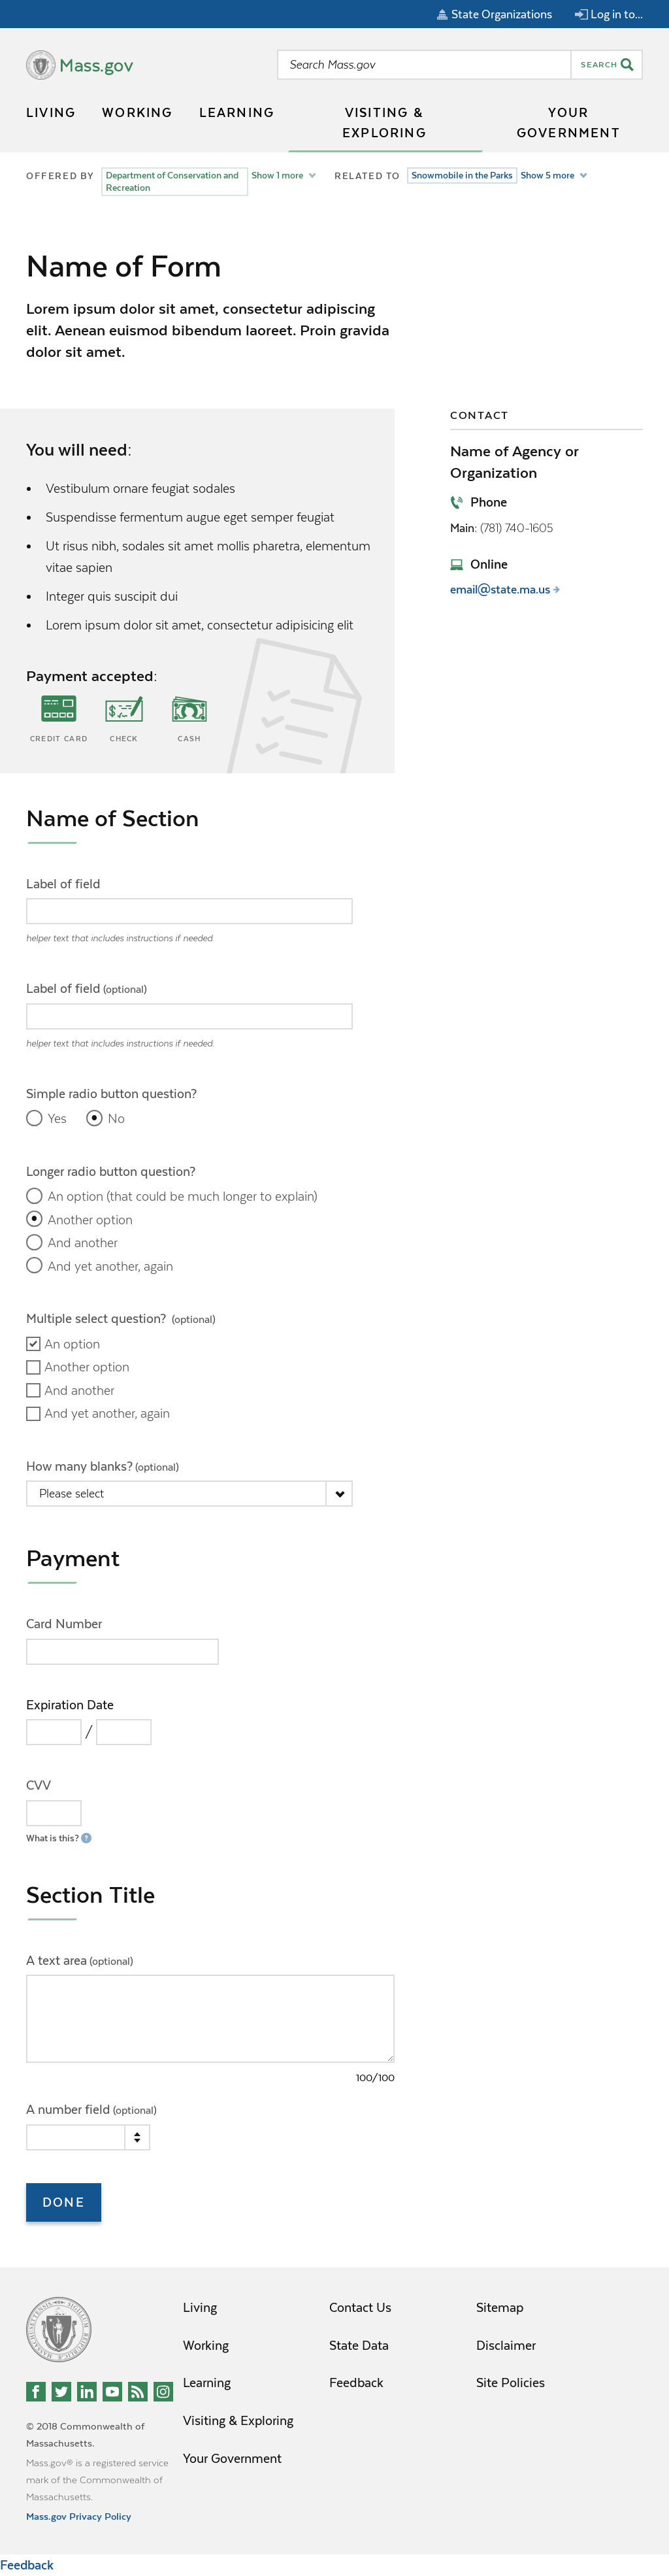 State Organizations
Log in to...
Mass.gov
Search Mass.gov
SEARCH
LIVING
WORKING
LEARNING
VISITING &
EXPLORING
YOUR
GOVERNMENT
OFFERED BY
Department of Conservation and
Recreation
Show 1 more
RELATED TO
Snowmobile in the Parks
Show 5 more
Name of Form
Lorem ipsum dolor sit amet, consectetur adipiscing
elit. Aenean euismod bibendum laoreet. Proin gravida
dolor sit amet.
You will need:
Vestibulum ornare feugiat sodales
Suspendisse fermentum augue eget semper feugiat
Ut risus nibh, sodales sit amet mollis pharetra, elementum
vitae sapien
Integer quis suscipit dui
Lorem ipsum dolor sit amet, consectetur adipisicing elit
Payment accepted:
CREDIT CARD
CHECK
CASH
CONTACT
Name of Agency or
Organization
Phone
Main: (781) 740-1605
Online
email@state.ma.us
Name of Section
Label of field
helper text that includes instructions if needed.
Label of field (optional)
helper text that includes instructions if needed.
Simple radio button question?
Yes
No
Longer radio button question?
An option (that could be much longer to explain)
Another option
And another
And yet another, again
Multiple select question? (optional)
An option
Another option
And another
And yet another, again
How many blanks? (optional)
Please select
Payment
Card Number
Expiration Date
/
CVV
What is this? ?
Section Title
A text area (optional)
100/100
A number field (optional)
DONE
Living
Working
Learning
Visiting & Exploring
Your Government
Contact Us
State Data
Feedback
Sitemap
Disclaimer
Site Policies
© 2018 Commonwealth of
Massachusetts.
Mass.gov® is a registered service
mark of the Commonwealth of
Massachusetts.
Mass.gov Privacy Policy
Feedback